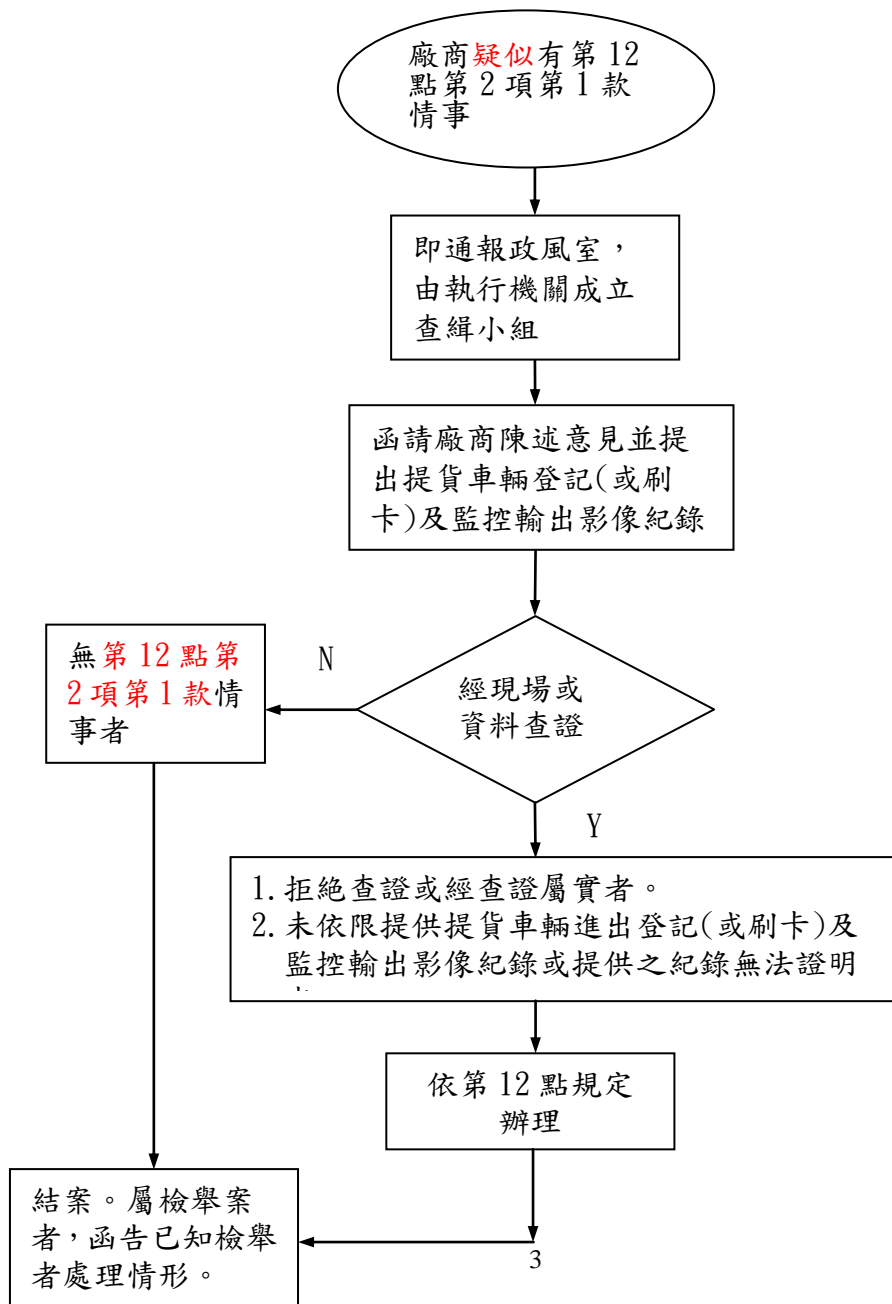 廠商疑似有第12
點第2項第1款
情事
即通報政風室，
由執行機關成立
查緝小組
函請廠商陳述意見並提
出提貨車輛登記(或刷
卡)及監控輸出影像紀錄
無第12點第
2項第1款情
事者
N
經現場或
資料查證
Y
1.拒絕查證或經查證屬實者。
2.未依限提供提貨車輛進出登記(或刷卡)及
監控輸出影像紀錄或提供之紀錄無法證明
依第12點規定
辦理
結案。屬檢舉案
者，函告已知檢舉
者處理情形。
3